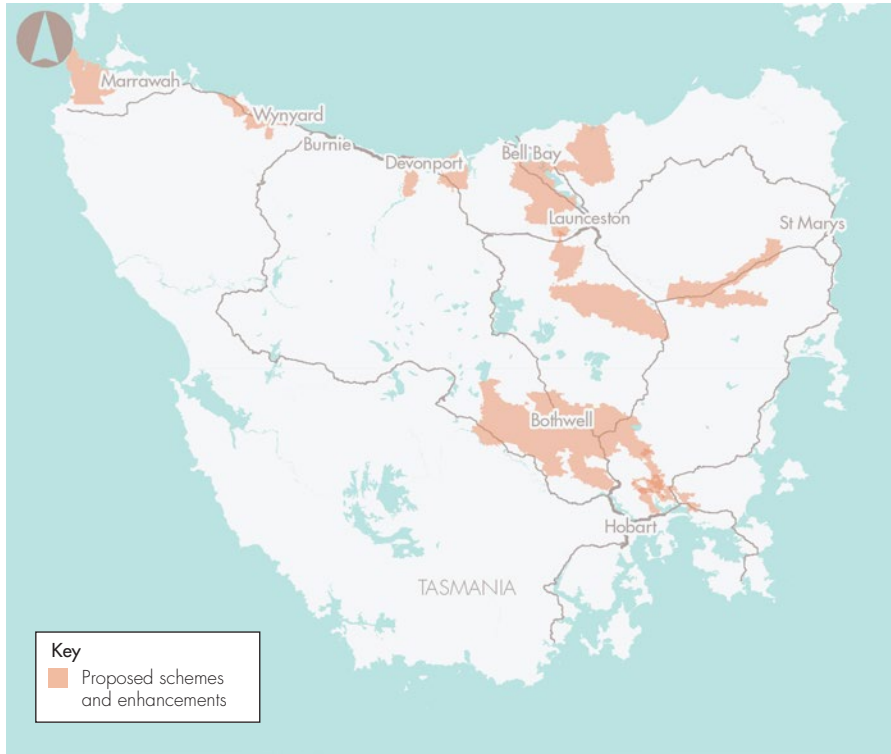 Marrawah
Wynyard
Burnie
Devonport
Bell Bay
Launceston
St Marys
Bothwell
Hobart
TASMANIA
Key
Proposed schemes
and enhancements